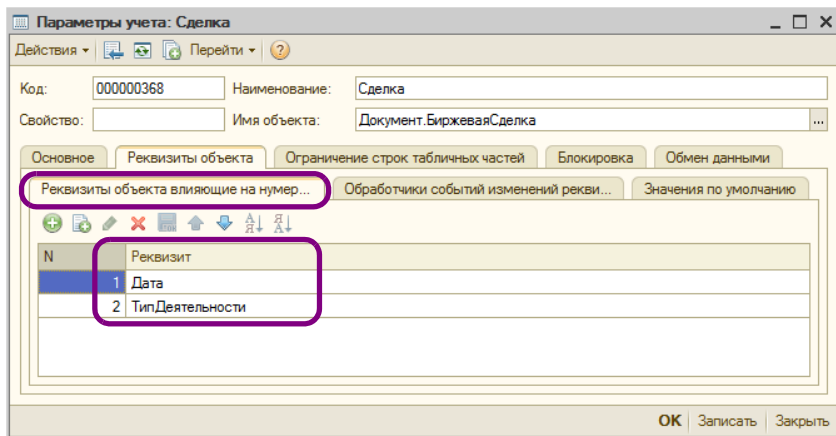 Параметры учета: Сделка
Действия Перейти
Код: 000000368 Наименование: Сделка
Свойство: Имя объекта: Документ.БиржеваяСделка ...
Основное Реквизиты объекта Ограничение строк табличных частей Блокировка Обмен данными
Реквизиты объекта влияющие на нумер... Обработчики событий изменений рекви... Значения по умолчанию
N Реквизит
1 Дата
2 ТипДеятельности
OK Записать Закрыть